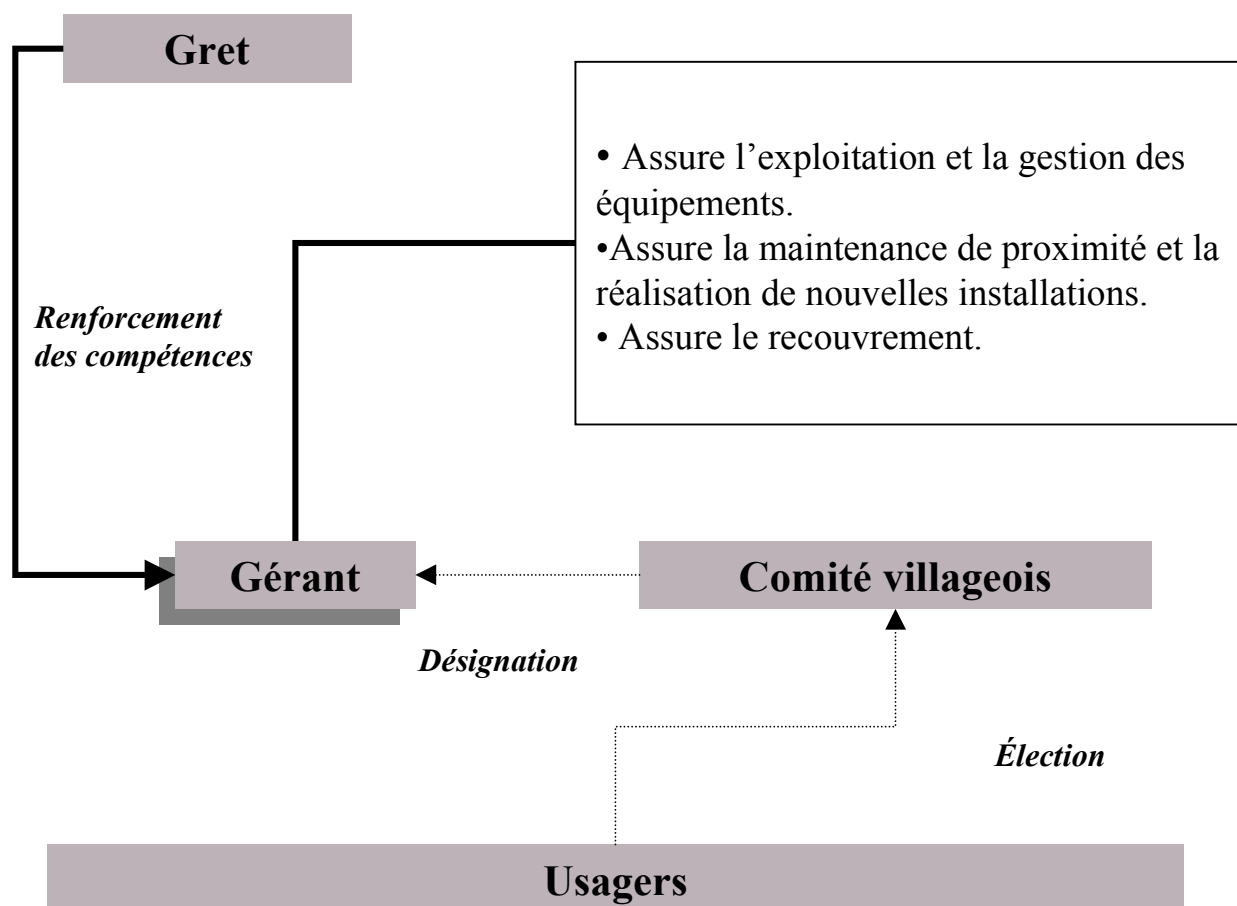 Gret
• Assure l’exploitation et la gestion des
équipements.
•Assure la maintenance de proximité et la
réalisation de nouvelles installations.
• Assure le recouvrement.
Renforcement
des compétences
Gérant
Comité villageois
Désignation
Élection
Usagers